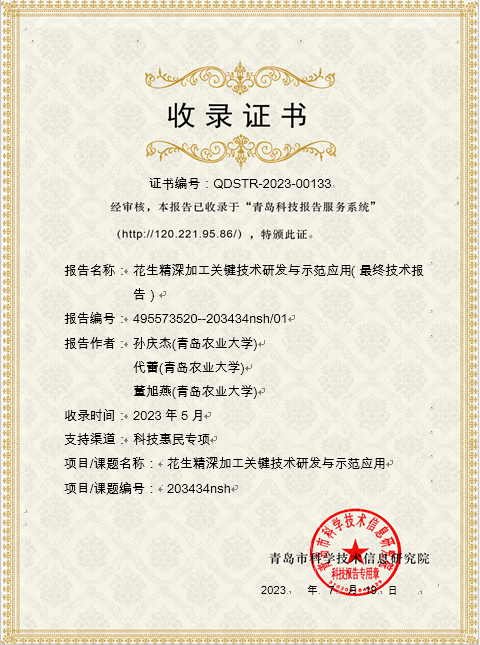 收录证书
证书编号：QDSTR-2023-00133
经审核，本报告已收录于“青岛科技报告服务系统”
（http://120.221.95.86/），特颁此证。
报告名称： 花生精深加工关键技术研发与示范应用( 最终技术报
告 )
报告编号： 495573520--203434nsh/01
报告作者： 孙庆杰(青岛农业大学)
代蕾(青岛农业大学)
董旭燕(青岛农业大学)
收录时间： 2023 年 5 月
支持渠道： 科技惠民专项
项目/课题名称： 花生精深加工关键技术研发与示范应用
项目/课题编号： 203434nsh
青岛市科学技术信息研究院
科技报告专用章
青岛市科学技术信息研究院
2023. 年 7 月 19 日